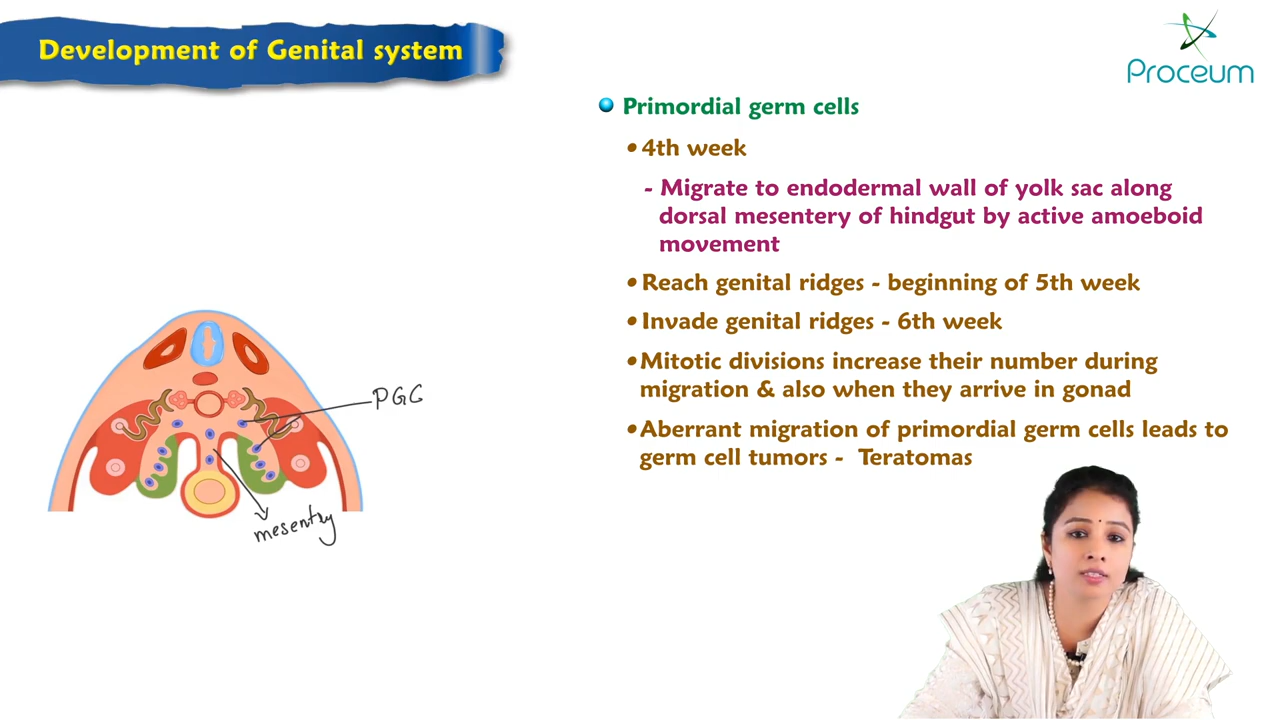 Development of Genital system
Proceum
Primordial germ cells
4th week
- Migrate to endodermal wall of yolk sac along
dorsal mesentery of hindgut by active amoeboid
movement
Reach genital ridges - beginning of 5th week
Invade genital ridges - 6th week
Mitotic divisions increase their number during
migration & also when they arrive in gonad
Aberrant migration of primordial germ cells leads to
germ cell tumors - Teratomas
PGC
mesentry